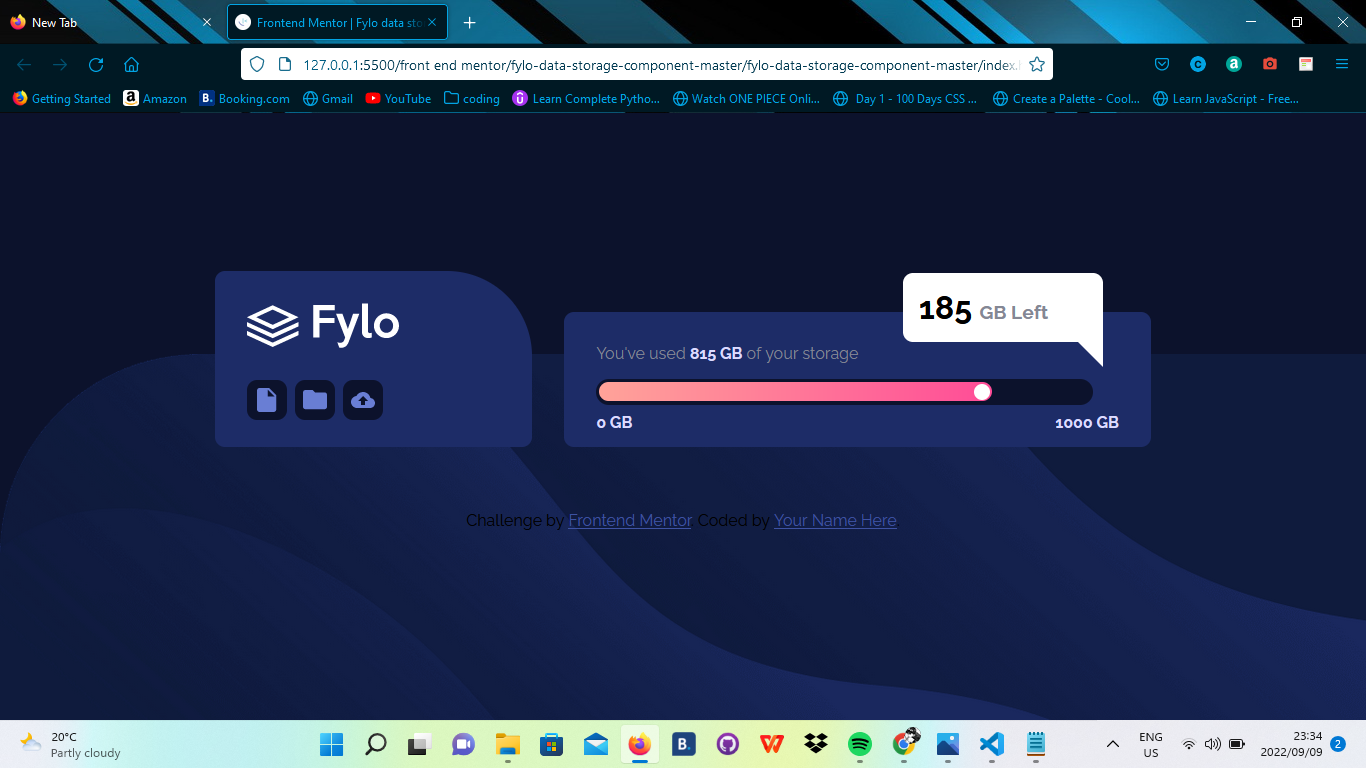 New Tab
Frontend Mentor | Fylo data sto
127.0.0.1:5500/front end mentor/fylo-data-storage-component-master/fylo-data-storage-component-master/index.
Getting Started
Amazon
Booking.com
Gmail
YouTube
coding
Learn Complete Pytho...
Watch ONE PIECE Onli...
Day 1 - 100 Days CSS ...
Create a Palette - Cool...
Learn JavaScript - Free...
Fylo
185 GB Left
You've used 815 GB of your storage
0 GB
1000 GB
Challenge by Frontend Mentor. Coded by Your Name Here.
20°C
Partly cloudy
ENG
US
23:34
2022/09/09
2